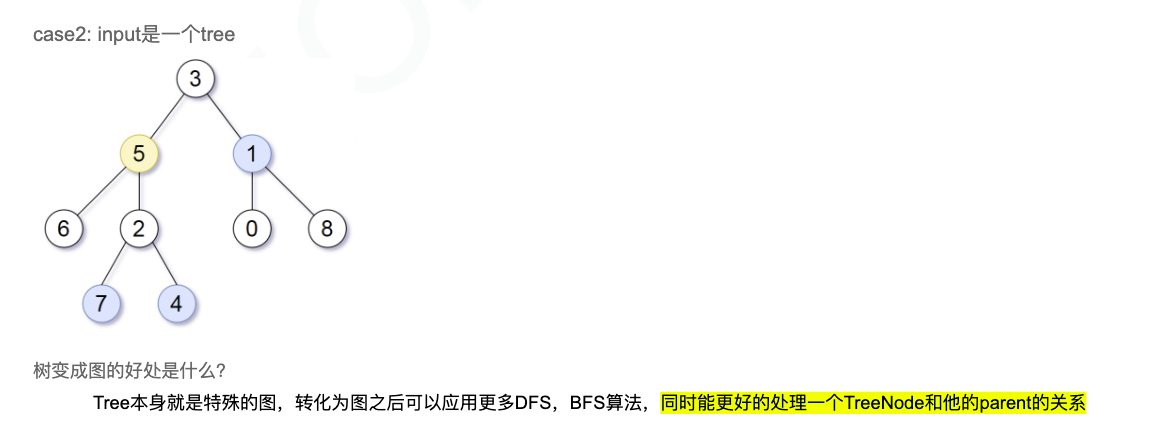 case2: input是一个tree
3
5 1
6 2 0 8
7 4
树变成图的好处是什么?
Tree本身就是特殊的图，转化为图之后可以应用更多DFS，BFS算法，同时能更好的处理一个TreeNode和他的parent的关系